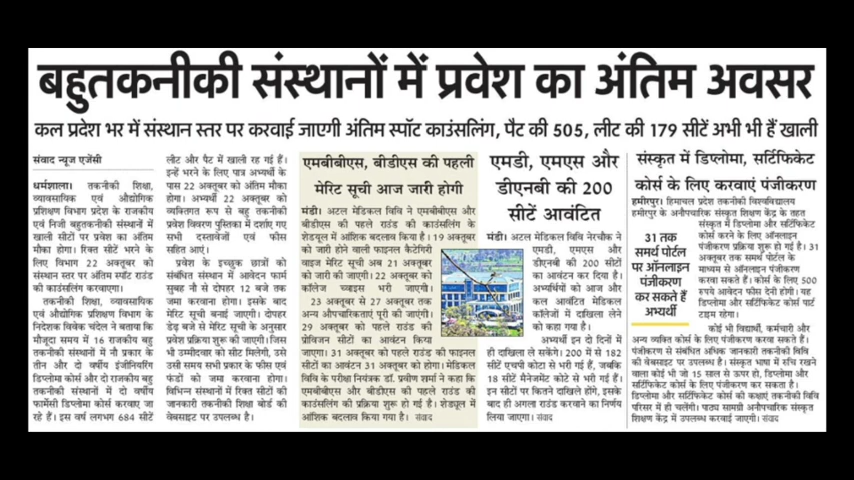 बहुतकनीकी संस्थानों में प्रवेश का अंतिम अवसर
कल प्रदेश भर में संस्थान स्तर पर करवाई जाएगी अंतिम स्पॉट काउंसलिंग, पैट की 505, लीट की 179 सीटें अभी भी हैं खाली
संवाद न्यूज एजेंसी
धर्मशाला। तकनीकी शिक्षा,
व्यावसायिक एवं औद्योगिक
प्रशिक्षण विभाग प्रदेश के राजकीय
एवं निजी बहुतकनीकी संस्थानों में
खाली सीटों पर प्रवेश का अंतिम
मौका देगा। रिक्त सीटें भरने के
लिए विभाग 22 अक्तूबर को
संस्थान स्तर पर अंतिम स्पॉट राउंड
की काउंसलिंग करवाएगा।
तकनीकी शिक्षा, व्यावसायिक
एवं औद्योगिक प्रशिक्षण विभाग के
निदेशक विवेक चंदेल ने बताया कि
मौजूदा समय में 16 राजकीय बहु
तकनीकी संस्थानों में नौ प्रकार के
तीन और दो वर्षीय इंजीनियरिंग
डिप्लोमा कोर्स और दो राजकीय बहु
तकनीकी संस्थानों में दो वर्षीय
फार्मेसी डिप्लोमा कोर्स करवाए जा
रहे हैं। इस वर्ष लगभग 684 सीटें
लीट और पैट में खाली रह गई हैं।
इन्हें भरने के लिए पात्र अभ्यर्थी के
पास 22 अक्तूबर को अंतिम मौका
होगा। अभ्यर्थी 22 अक्तूबर को
व्यक्तिगत रूप से बहु तकनीकी
प्रवेश विवरण पुस्तिका में दर्शाए गए
सभी दस्तावेजों एवं फीस
सहित आएं।
प्रवेश के इच्छुक छात्रों को
संबंधित संस्थान में आवेदन फार्म
सुबह नौ से दोपहर 12 बजे तक
जमा करवाना होगा। इसके बाद
मेरिट सूची बनाई जाएगी। दोपहर
डेढ़ बजे से मेरिट सूची के अनुसार
प्रवेश प्रक्रिया शुरू की जाएगी। जिस
भी उम्मीदवार को सीट मिलेगी, उसे
उसी समय सभी प्रकार के फीस एवं
फंडों को जमा करवाना होगा।
विभिन्न संस्थानों में रिक्त सीटों की
जानकारी तकनीकी शिक्षा बोर्ड की
वेबसाइट पर उपलब्ध है।
एमबीबीएस, बीडीएस की पहली
मेरिट सूची आज जारी होगी
मंडी। अटल मेडिकल विवि ने एमबीबीएस और
बीडीएस की पहले राउंड की काउंसलिंग के
शेड्यूल में आंशिक बदलाव किया है। 19 अक्तूबर
को जारी होने वाली फाइनल कैटेगिरी
वाइज मेरिट सूची अब 21 अक्तूबर
को जारी की जाएगी। 22 अक्तूबर को
कॉलेज च्वाइस भरी जाएगी।
23 अक्तूबर से 27 अक्तूबर तक
अन्य औपचारिकताएं पूरी की जाएंगी।
29 अक्तूबर को पहले राउंड की
प्रोविजन सीटों का आवंटन किया
जाएगा। 31 अक्तूबर को पहले राउंड की फाइनल
सीटों का आवंटन 31 अक्तूबर को होगा। मेडिकल
विवि के परीक्षा नियंत्रक डॉ. प्रवीण शर्मा ने कहा कि
एमबीबीएस और बीडीएस की पहले राउंड की
काउंसलिंग की प्रक्रिया शुरू हो गई है। शेड्यूल में
आंशिक बदलाव किया गया है। संवाद
एमडी, एमएस और
डीएनबी की 200
सीटें आवंटित
मंडी। अटल मेडिकल विवि नेरचौक ने
एमडी, एमएस और
डीएनबी की 200 सीटों
का आवंटन कर दिया है।
अभ्यर्थियों को आज और
कल आवंटित मेडिकल
कॉलेजों में दाखिला लेने
को कहा गया है।
अभ्यर्थी इन दो दिनों में
ही दाखिला ले सकेंगे। 200 में से 182
सीटें एचपी कोटा से भरी गई हैं, जबकि
18 सीटें मैनेजमेंट कोटे से भरी गई हैं।
इन सीटों पर कितने दाखिले होंगे, इसके
बाद ही अगला राउंड करवाने का निर्णय
लिया जाएगा। संवाद
संस्कृत में डिप्लोमा, सर्टिफिकेट
कोर्स के लिए करवाएं पंजीकरण
हमीरपुर। हिमाचल प्रदेश तकनीकी विश्वविद्यालय
हमीरपुर के अनौपचारिक संस्कृत शिक्षण केंद्र के तहत
संस्कृत में डिप्लोमा और सर्टिफिकेट
कोर्स करने के लिए ऑनलाइन
पंजीकरण प्रक्रिया शुरू हो गई है। 31
अक्तूबर तक समर्थ पोर्टल के
माध्यम से ऑनलाइन पंजीकरण
करवा सकते हैं। कोर्स के लिए 500
रुपये आवेदन फीस देनी होगी। यह
डिप्लोमा और सर्टिफिकेट कोर्स पार्ट
टाइम रहेगा।
31 तक
समर्थ पोर्टल
पर ऑनलाइन
पंजीकरण
कर सकते हैं
अभ्यर्थी
कोई भी विद्यार्थी, कर्मचारी और
अन्य व्यक्ति कोर्स के लिए पंजीकरण करवा सकते हैं।
पंजीकरण से संबंधित अधिक जानकारी तकनीकी विवि
की वेबसाइट पर उपलब्ध है। संस्कृत भाषा में रुचि रखने
वाला कोई भी जो 15 साल से ऊपर हो, डिप्लोमा और
सर्टिफिकेट कोर्स के लिए पंजीकरण कर सकता है।
डिप्लोमा और सर्टिफिकेट कोर्स की कक्षाएं तकनीकी विवि
परिसर में ही चलेंगी। पाठ्य सामग्री अनौपचारिक संस्कृत
शिक्षण केंद्र में उपलब्ध करवाई जाएगी। संवाद